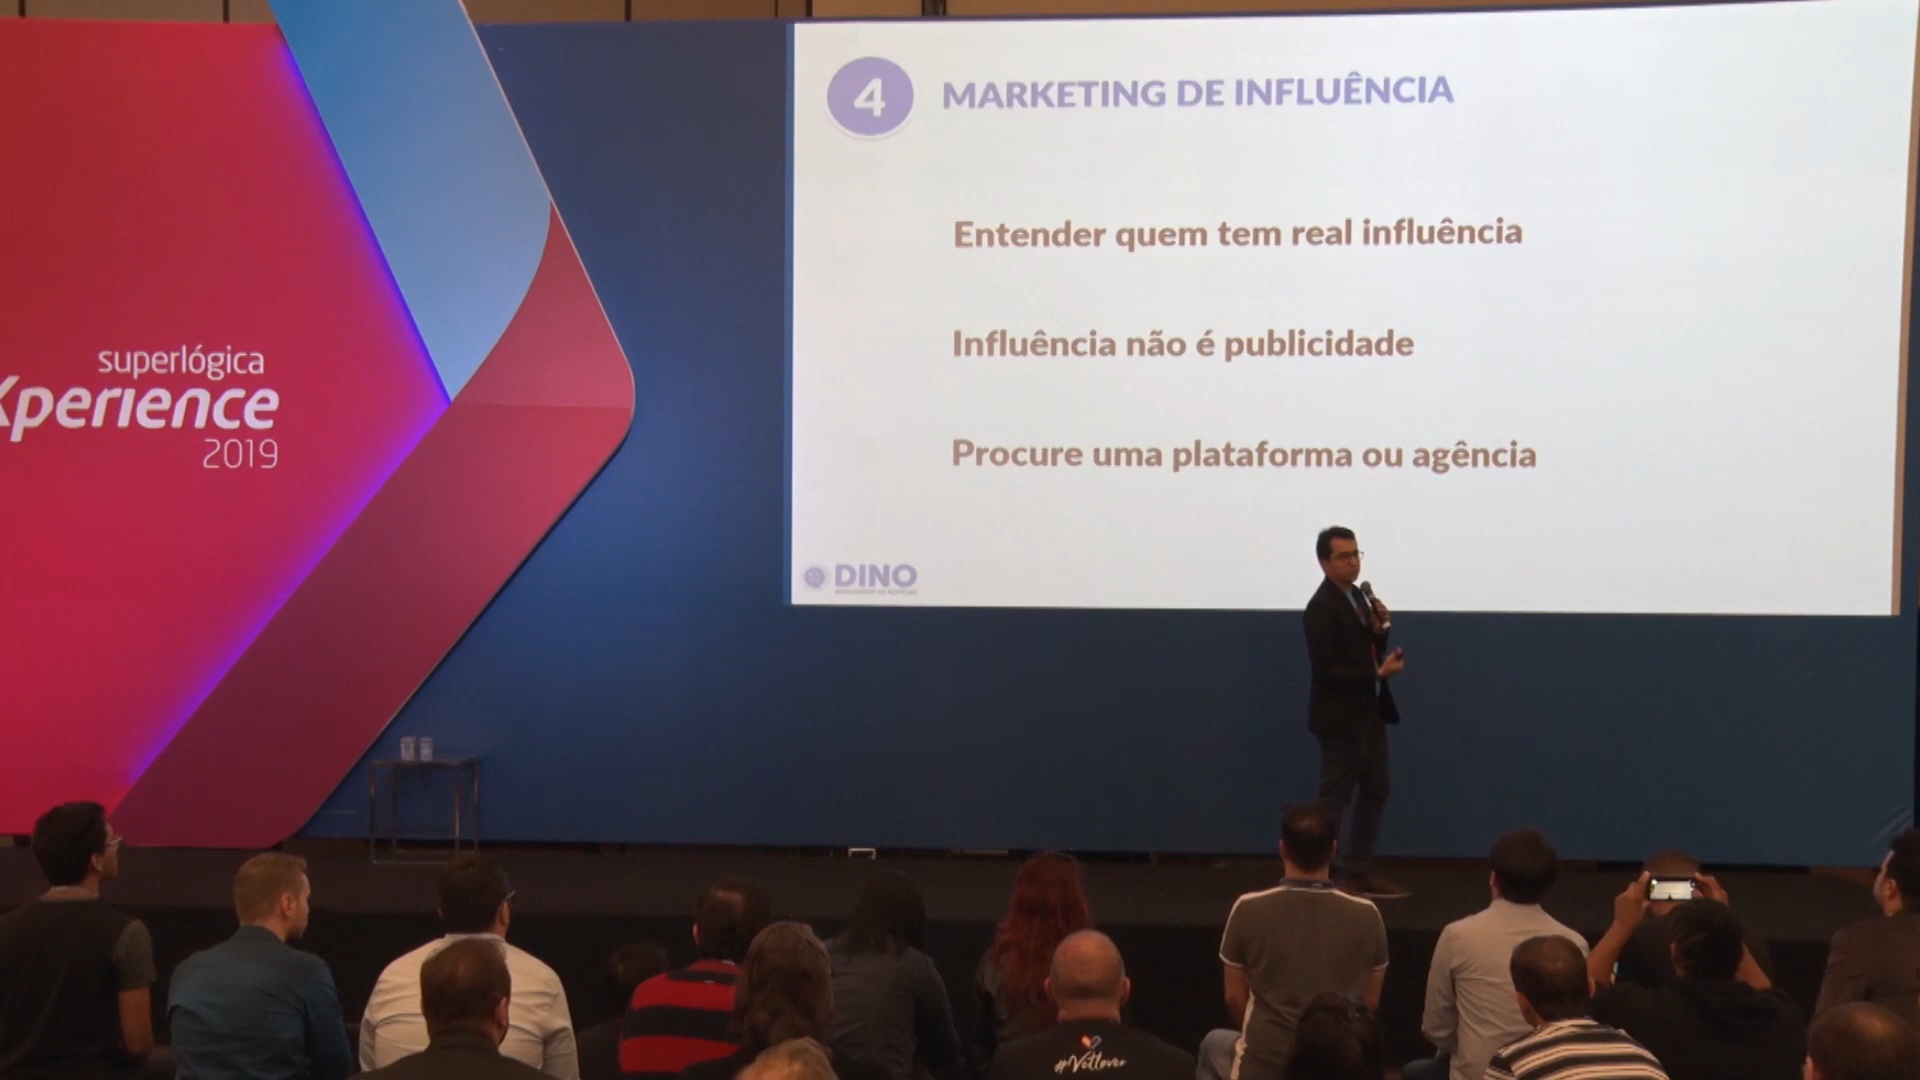 superlógica
Xperience
2019
4
MARKETING DE INFLUÊNCIA
Entender quem tem real influência
Influência não é publicidade
Procure uma plataforma ou agência
DINO
#Vetlover